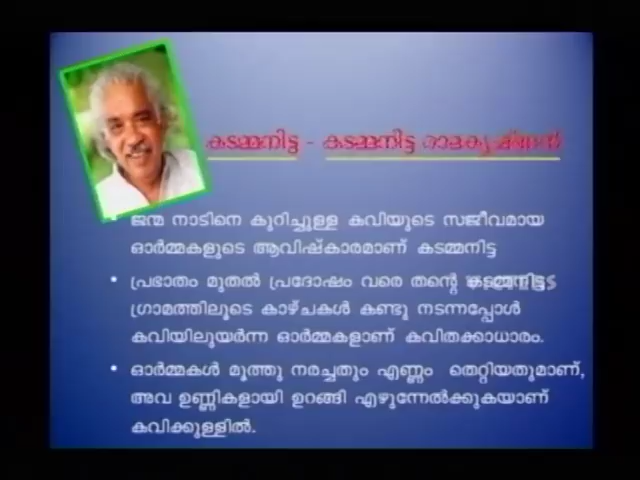 കടമ്മനിട്ട - കടമ്മനിട്ട രാമകൃഷ്ണൻ
ജന്മ നാടിനെ കുറിച്ചുള്ള കവിയുടെ സജീവമായ
ഓർമ്മകളുടെ ആവിഷ്കാരമാണ് കടമ്മനിട്ട
• പ്രഭാതം മുതൽ പ്രദോഷം വരെ തന്റെ കടമ്മനിട്ട
ഗ്രാമത്തിലൂടെ കാഴ്ചകൾ കണ്ടു നടന്നപ്പോൾ
കവിയിലുയർന്ന ഓർമ്മകളാണ് കവിതക്കാധാരം.
• ഓർമ്മകൾ മൂത്തു നരച്ചതും എണ്ണം തെറ്റിയതുമാണ്,
അവ ഉണ്ണികളായി ഉറങ്ങി എഴുന്നേൽക്കുകയാണ്
കവിക്കുള്ളിൽ.